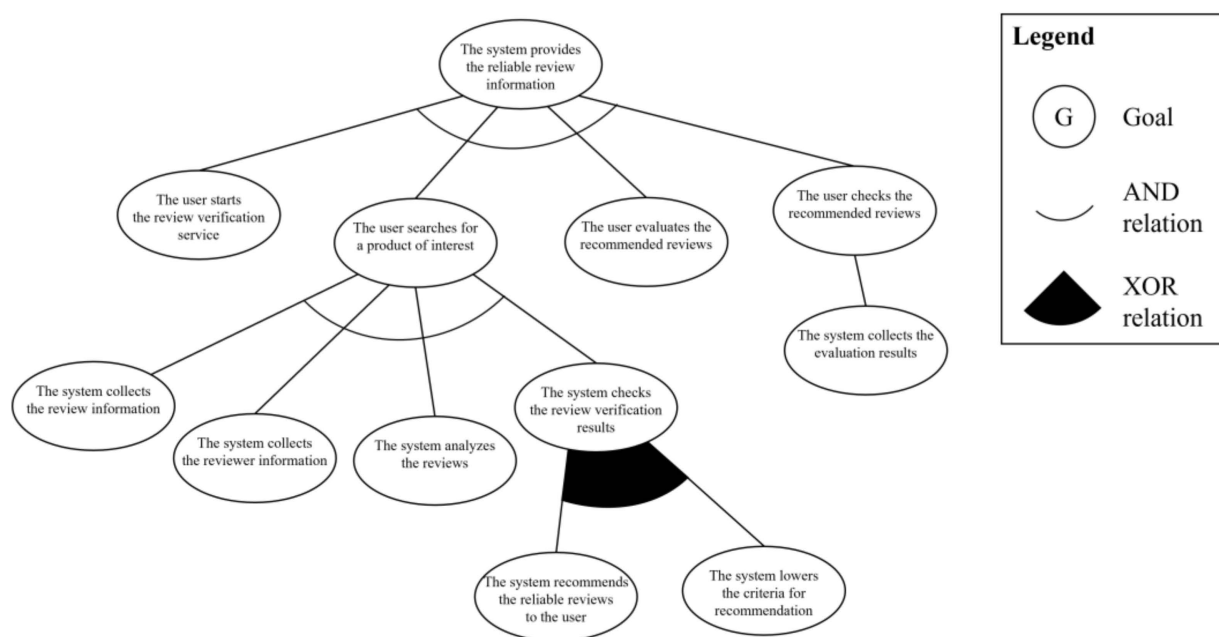 The system provides
the reliable review
information
The user starts
the review verification
service
The user searches for
a product of interest
The user evaluates the
recommended reviews
The user checks the
recommended reviews
The system collects the
evaluation results
The system collects
the review information
The system collects
the reviewer information
The system analyzes
the reviews
The system checks
the review verification
results
The system recommends
the reliable reviews
to the user
The system lowers
the criteria for
recommendation
Legend
G
Goal
AND
relation
XOR
relation